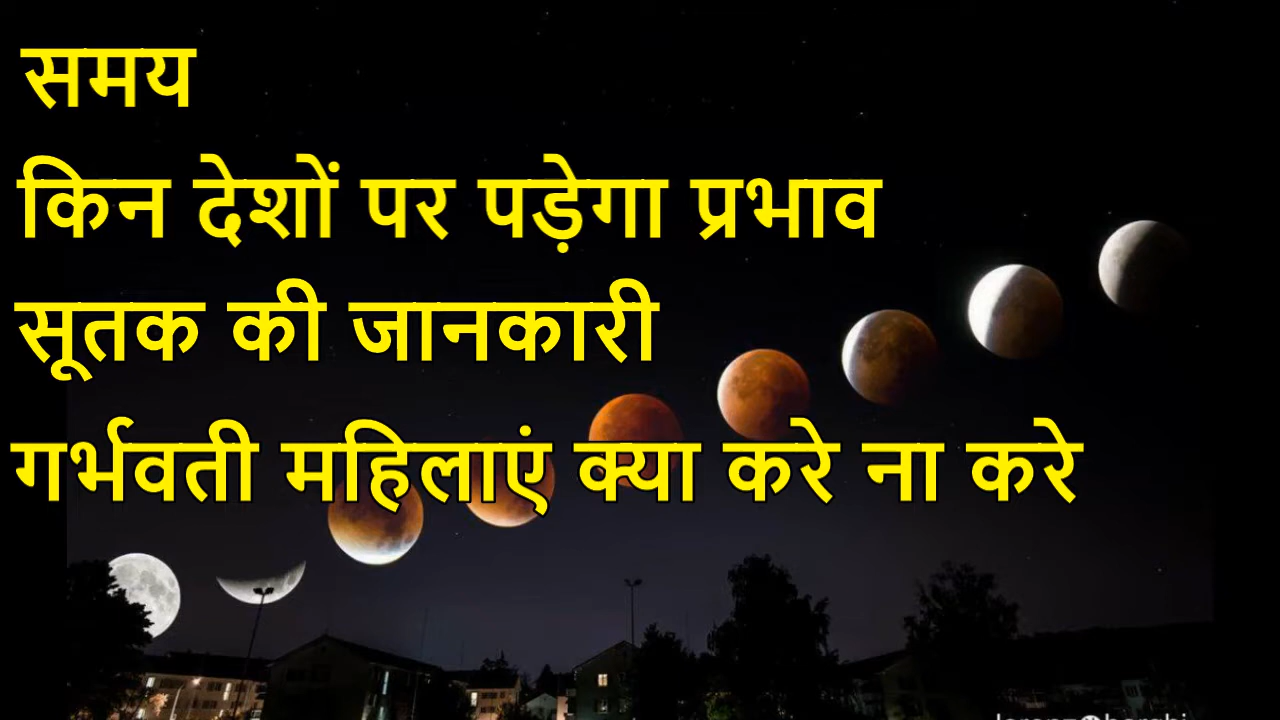 समय
किन देशों पर पड़ेगा प्रभाव
सूतक की जानकारी
गर्भवती महिलाएं क्या करे ना करे